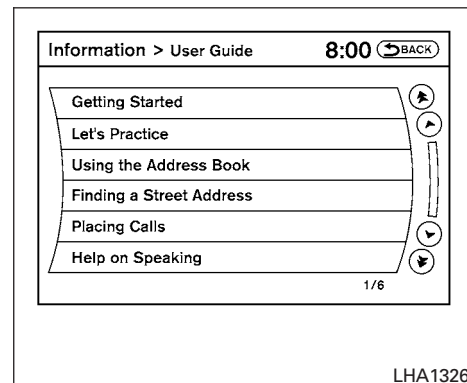 Information > User Guide 8:00 BACK
Getting Started
Let's Practice
Using the Address Book
Finding a Street Address
Placing Calls
Help on Speaking
1/6
LHA1326